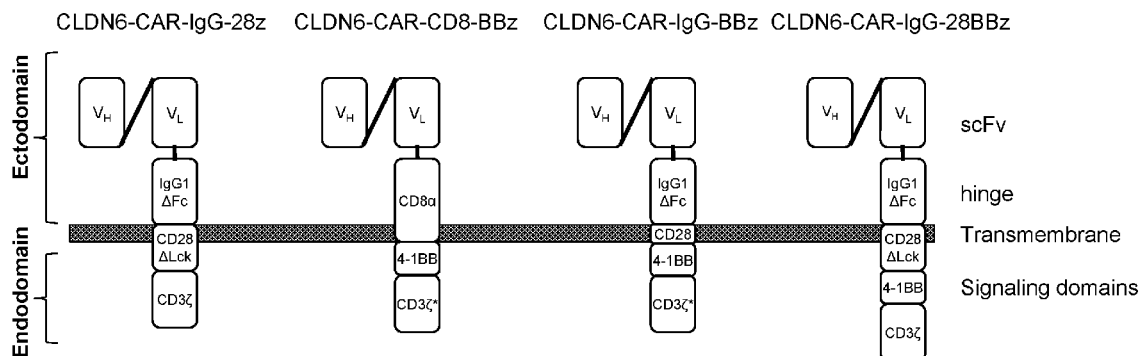 CLDN6-CAR-IgG-28z CLDN6-CAR-CD8-BBz CLDN6-CAR-IgG-BBz CLDN6-CAR-IgG-28BBz
Ectodomain
VH VL VH VL VH VL VH VL scFv
IgG1 IgG1 IgG1
ΔFc CD8α ΔFc ΔFc hinge
CD28 CD28 CD28 Transmembrane
ΔLck 4-1BB 4-1BB ΔLck
Endodomain
CD3ζ CD3ζ* CD3ζ* 4-1BB Signaling domains
CD3ζ